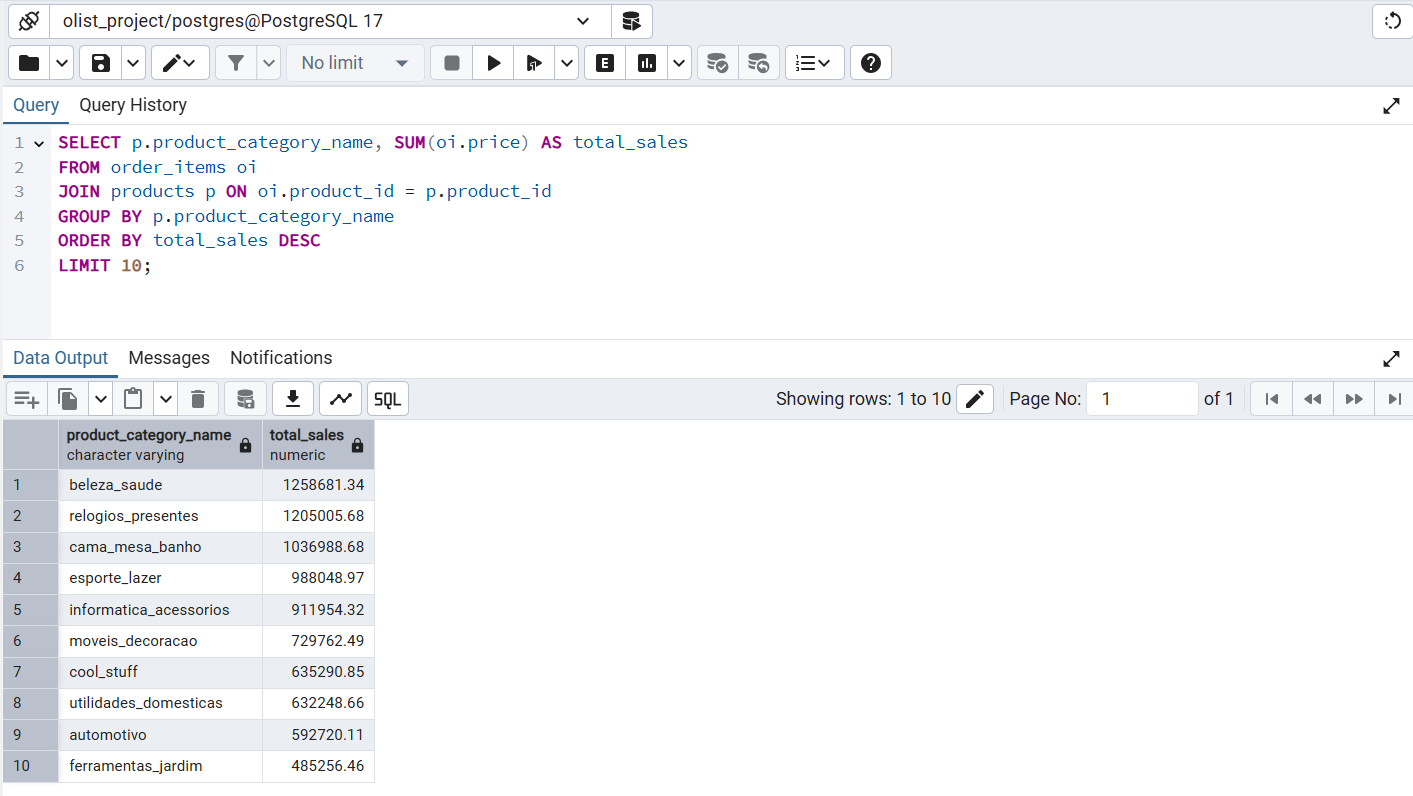 olist_project/postgres@PostgreSQL 17
No limit
E
Query Query History
1 SELECT p.product_category_name, SUM(oi.price) AS total_sales
2 FROM order_items oi
3 JOIN products p ON oi.product_id = p.product_id
4 GROUP BY p.product_category_name
5 ORDER BY total_sales DESC
6 LIMIT 10;
Data Output Messages Notifications
SQL Showing rows: 1 to 10 Page No: 1 of 1
product_category_name total_sales
character varying numeric
1 beleza_saude 1258681.34
2 relogios_presentes 1205005.68
3 cama_mesa_banho 1036988.68
4 esporte_lazer 988048.97
5 informatica_acessorios 911954.32
6 moveis_decoracao 729762.49
7 cool_stuff 635290.85
8 utilidades_domesticas 632248.66
9 automotivo 592720.11
10 ferramentas_jardim 485256.46